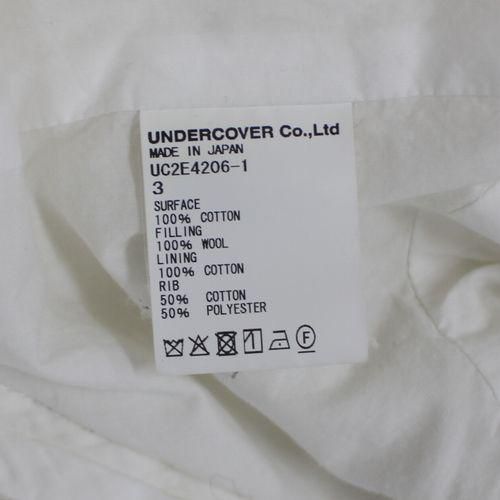 UNDERCOVER Co.,Ltd
MADE IN JAPAN
UC2E4206-1
3
SURFACE
100% COTTON
FILLING
100% WOOL
LINING
100% COTTON
RIB
50% COTTON
50% POLYESTER
F